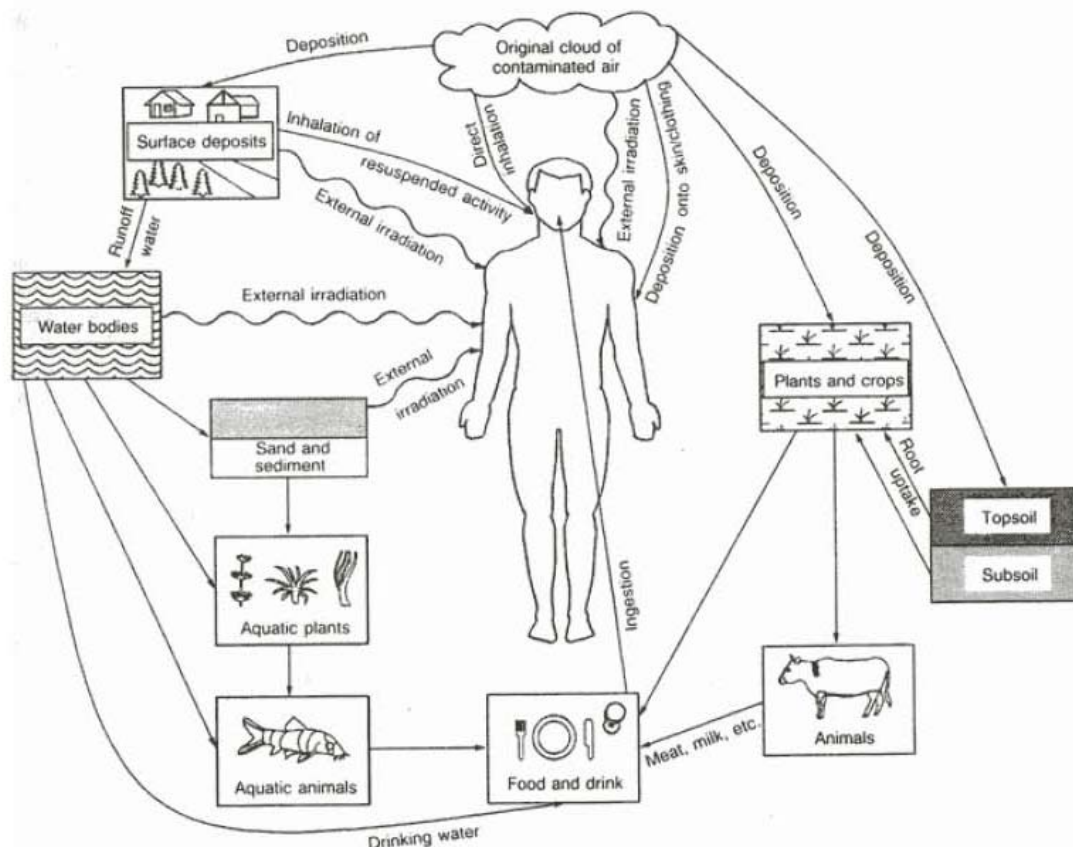 Deposition
Original cloud of
contaminated air
Surface deposits
Inhalation of
resuspended activity
Direct
inhalation
External irradiation
Deposition onto skin/clothing
Deposition
Deposition
External irradiation
Runoff
water
External irradiation
Water bodies
External
irradiation
Plants and crops
Sand and
sediment
Root
uptake
Topsoil
Subsoil
Aquatic plants
Ingestion
Aquatic animals
Food and drink
Meat, milk, etc.
Animals
Drinking water